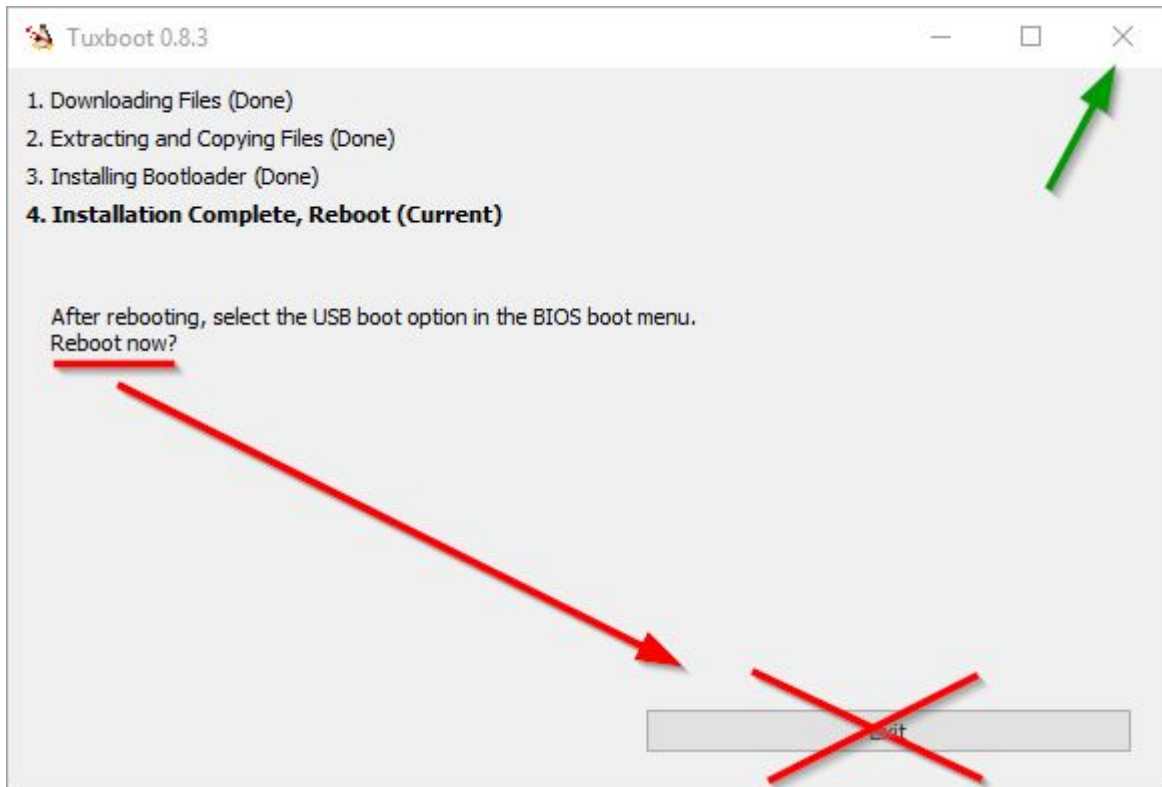 Tuxboot 0.8.3
1. Downloading Files (Done)
2. Extracting and Copying Files (Done)
3. Installing Bootloader (Done)
4. Installation Complete, Reboot (Current)
After rebooting, select the USB boot option in the BIOS boot menu.
Reboot now?
Exit